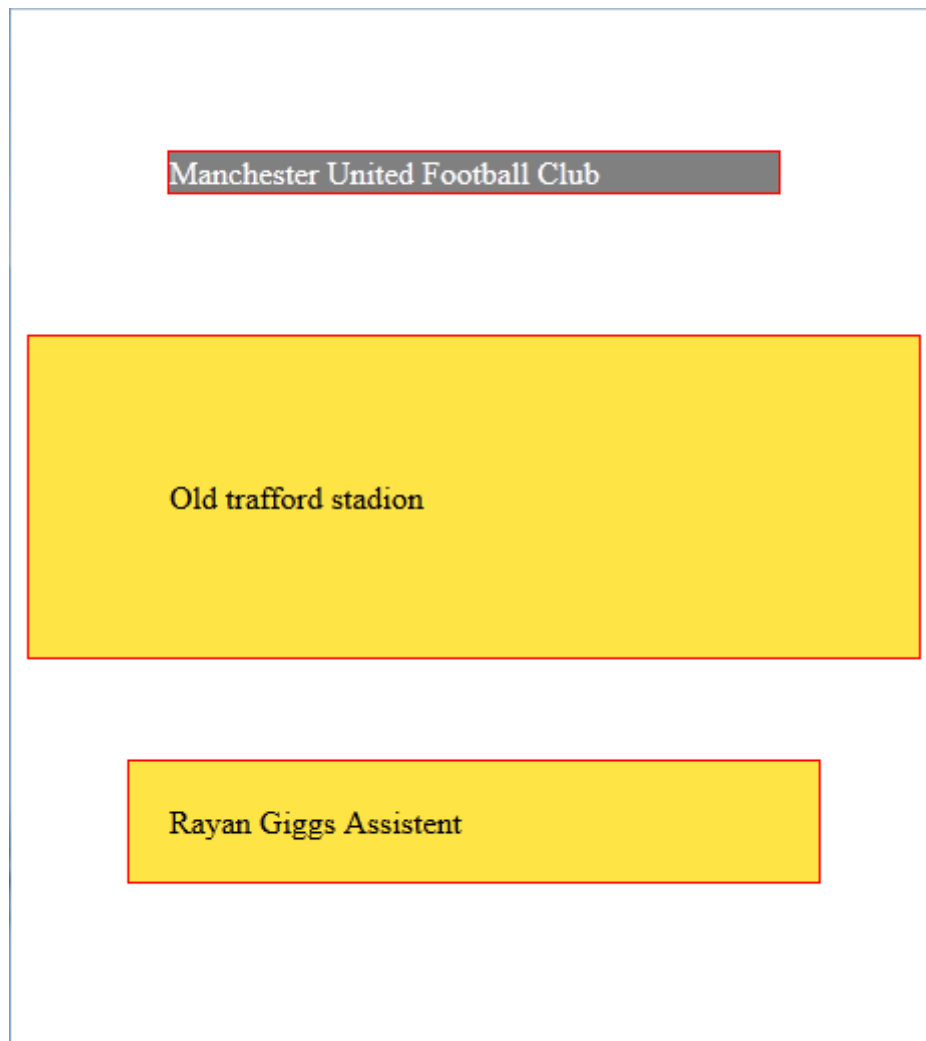 Manchester United Football Club
Old trafford stadion
Rayan Giggs Assistent